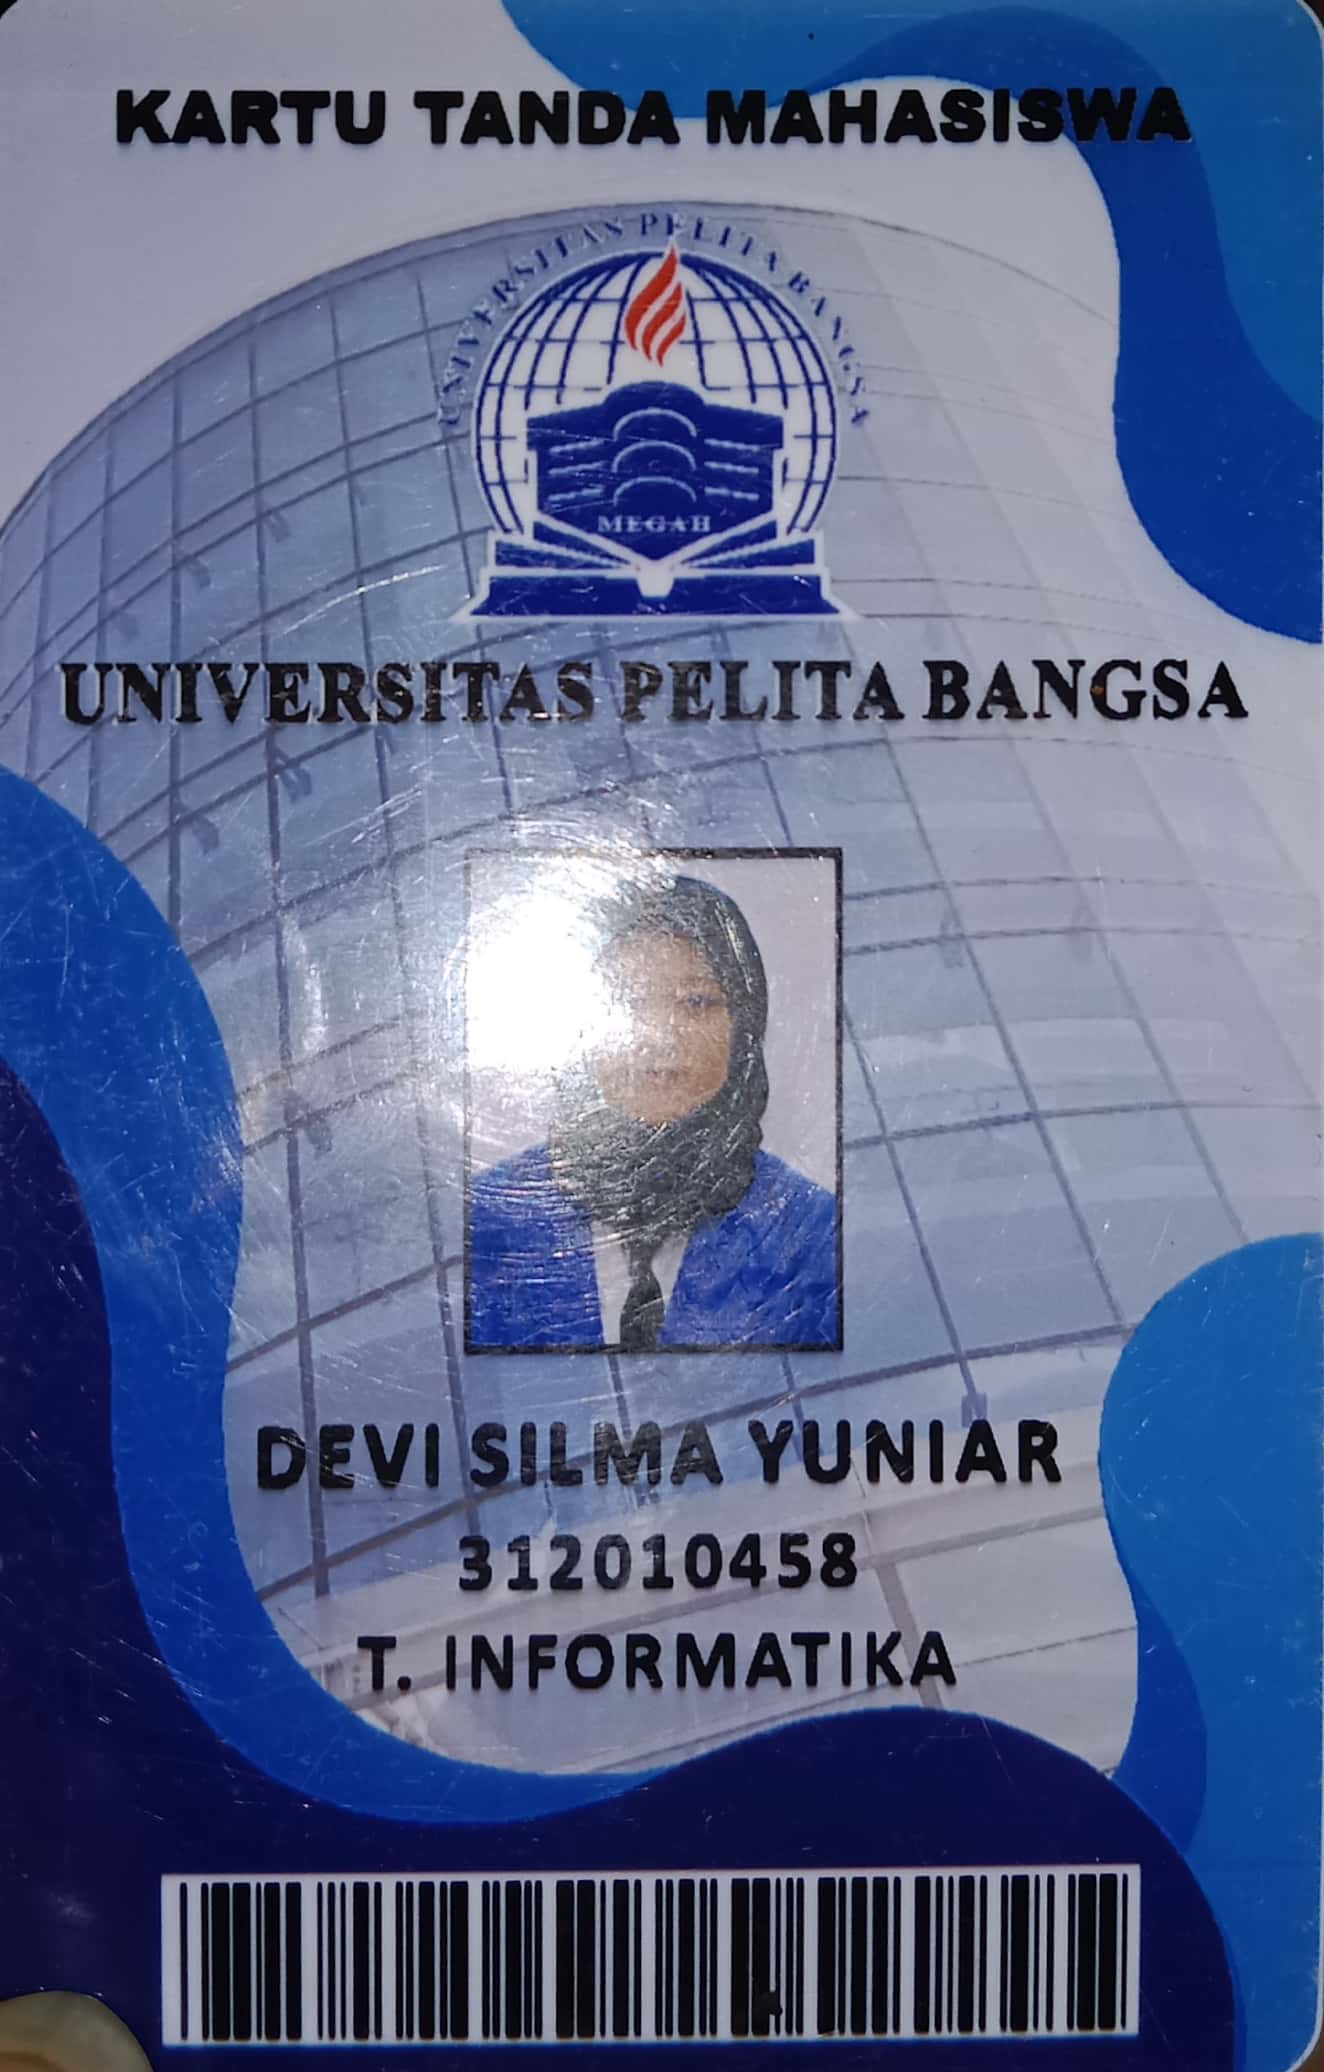 KARTU TANDA MAHASISWA
UNIVERSITAS PELITA BANGSA
MEGAH
UNIVERSITAS PELITA BANGSA
DEVI SILMA YUNIAR
312010458
T. INFORMATIKA